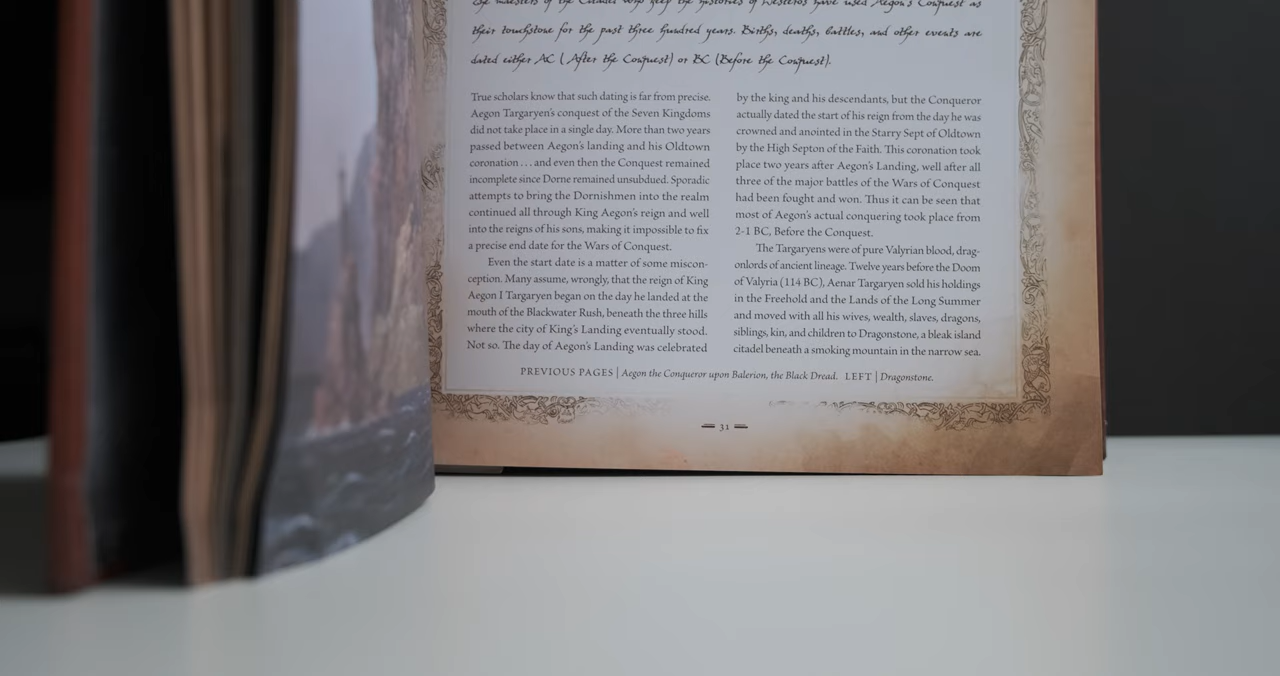 The maesters of the Citadel who keep the histories of Westeros have used Aegon's Conquest as
their touchstone for the past three hundred years. Births, deaths, battles, and other events are
dated either AC (After the Conquest) or BC (Before the Conquest).
True scholars know that such dating is far from precise.
Aegon Targaryen's conquest of the Seven Kingdoms
did not take place in a single day. More than two years
passed between Aegon's landing and his Oldtown
coronation . . . and even then the Conquest remained
incomplete since Dorne remained unsubdued. Sporadic
attempts to bring the Dornishmen into the realm
continued all through King Aegon's reign and well
into the reigns of his sons, making it impossible to fix
a precise end date for the Wars of Conquest.
Even the start date is a matter of some miscon-
ception. Many assume, wrongly, that the reign of King
Aegon I Targaryen began on the day he landed at the
mouth of the Blackwater Rush, beneath the three hills
where the city of King's Landing eventually stood.
Not so. The day of Aegon's Landing was celebrated
by the king and his descendants, but the Conqueror
actually dated the start of his reign from the day he was
crowned and anointed in the Starry Sept of Oldtown
by the High Septon of the Faith. This coronation took
place two years after Aegon's Landing, well after all
three of the major battles of the Wars of Conquest
had been fought and won. Thus it can be seen that
most of Aegon's actual conquering took place from
2-1 BC, Before the Conquest.
The Targaryens were of pure Valyrian blood, drag-
onlords of ancient lineage. Twelve years before the Doom
of Valyria (114 BC), Aenar Targaryen sold his holdings
in the Freehold and the Lands of the Long Summer
and moved with all his wives, wealth, slaves, dragons,
siblings, kin, and children to Dragonstone, a bleak island
citadel beneath a smoking mountain in the narrow sea.
PREVIOUS PAGES | Aegon the Conqueror upon Balerion, the Black Dread. LEFT | Dragonstone.
31